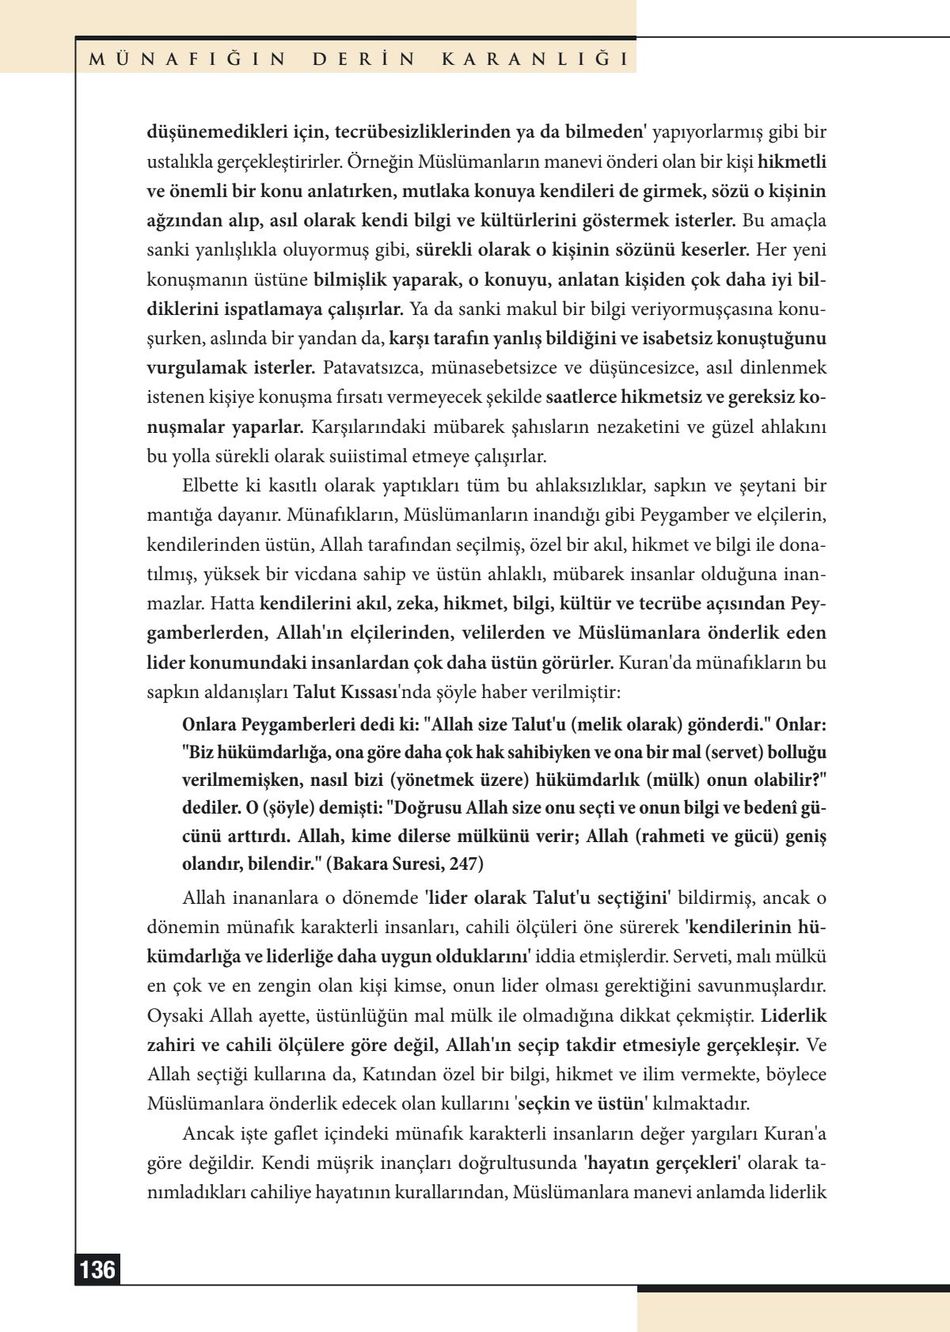 MÜNAFIĞIN DERİN KARANLIĞI
düşünemedikleri için, tecrübesizliklerinden ya da bilmeden' yapıyorlarmış gibi bir
ustalıkla gerçekleştirirler. Örneğin Müslümanların manevi önderi olan bir kişi hikmetli
ve önemli bir konu anlatırken, mutlaka konuya kendileri de girmek, sözü o kişinin
ağzından alıp, asıl olarak kendi bilgi ve kültürlerini göstermek isterler. Bu amaçla
sanki yanlışlıkla oluyormuş gibi, sürekli olarak o kişinin sözünü keserler. Her yeni
konuşmanın üstüne bilmişlik yaparak, o konuyu, anlatan kişiden çok daha iyi bil-
diklerini ispatlamaya çalışırlar. Ya da sanki makul bir bilgi veriyormuşçasına konu-
şurken, aslında bir yandan da, karşı tarafın yanlış bildiğini ve isabetsiz konuştuğunu
vurgulamak isterler. Patavatsızca, münasebetsizce ve düşüncesizce, asıl dinlenmek
istenen kişiye konuşma fırsatı vermeyecek şekilde saatlerce hikmetsiz ve gereksiz ko-
nuşmalar yaparlar. Karşılarındaki mübarek şahısların nezaketini ve güzel ahlakını
bu yolla sürekli olarak suiistimal etmeye çalışırlar.
Elbette ki kasıtlı olarak yaptıkları tüm bu ahlaksızlıklar, sapkın ve şeytani bir
mantığa dayanır. Münafıkların, Müslümanların inandığı gibi Peygamber ve elçilerin,
kendilerinden üstün, Allah tarafından seçilmiş, özel bir akıl, hikmet ve bilgi ile dona-
tılmış, yüksek bir vicdana sahip ve üstün ahlaklı, mübarek insanlar olduğuna inan-
mazlar. Hatta kendilerini akıl, zeka, hikmet, bilgi, kültür ve tecrübe açısından Pey-
gamberlerden, Allah'ın elçilerinden, velilerden ve Müslümanlara önderlik eden
lider konumundaki insanlardan çok daha üstün görürler. Kuran'da münafıkların bu
sapkın aldanışları Talut Kıssası'nda şöyle haber verilmiştir:
Onlara Peygamberleri dedi ki: "Allah size Talut'u (melik olarak) gönderdi." Onlar:
"Biz hükümdarlığa, ona göre daha çok hak sahibiyken ve ona bir mal (servet) bolluğu
verilmemişken, nasıl bizi (yönetmek üzere) hükümdarlık (mülk) onun olabilir?"
dediler. O (şöyle) demişti: "Doğrusu Allah size onu seçti ve onun bilgi ve bedenî gü-
cünü arttırdı. Allah, kime dilerse mülkünü verir; Allah (rahmeti ve gücü) geniş
olandır, bilendir." (Bakara Suresi, 247)
Allah inananlara o dönemde 'lider olarak Talut'u seçtiğini' bildirmiş, ancak o
dönemin münafık karakterli insanları, cahili ölçüleri öne sürerek 'kendilerinin hü-
kümdarlığa ve liderliğe daha uygun olduklarını' iddia etmişlerdir. Serveti, malı mülkü
en çok ve en zengin olan kişi kimse, onun lider olması gerektiğini savunmuşlardır.
Oysaki Allah ayette, üstünlüğün mal mülk ile olmadığına dikkat çekmiştir. Liderlik
zahiri ve cahili ölçülere göre değil, Allah'ın seçip takdir etmesiyle gerçekleşir. Ve
Allah seçtiği kullarına da, Katından özel bir bilgi, hikmet ve ilim vermekte, böylece
Müslümanlara önderlik edecek olan kullarını 'seçkin ve üstün' kılmaktadır.
Ancak işte gaflet içindeki münafık karakterli insanların değer yargıları Kuran'a
göre değildir. Kendi müşrik inançları doğrultusunda 'hayatın gerçekleri' olarak ta-
nımladıkları cahiliye hayatının kurallarından, Müslümanlara manevi anlamda liderlik
136